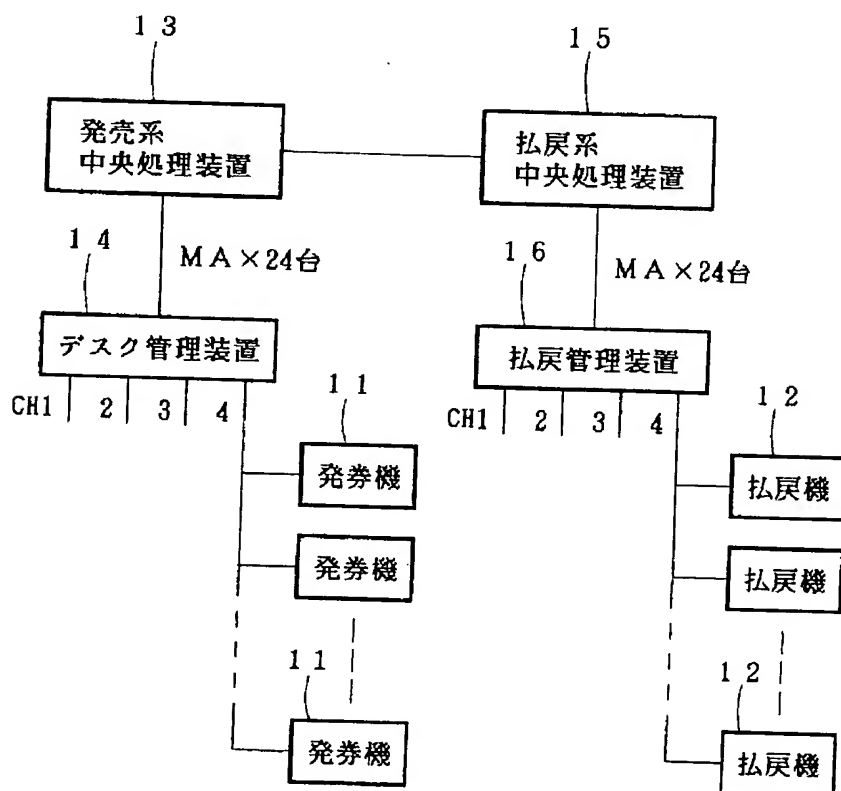 13
15
発売系
中央処理装置
払戻系
中央処理装置
14
MA×24台
16
MA×24台
デスク管理装置
払戻管理装置
CH1 2 3 4
11
CH1 2 3 4
12
発券機
払戻機
発券機
払戻機
11
12
発券機
払戻機